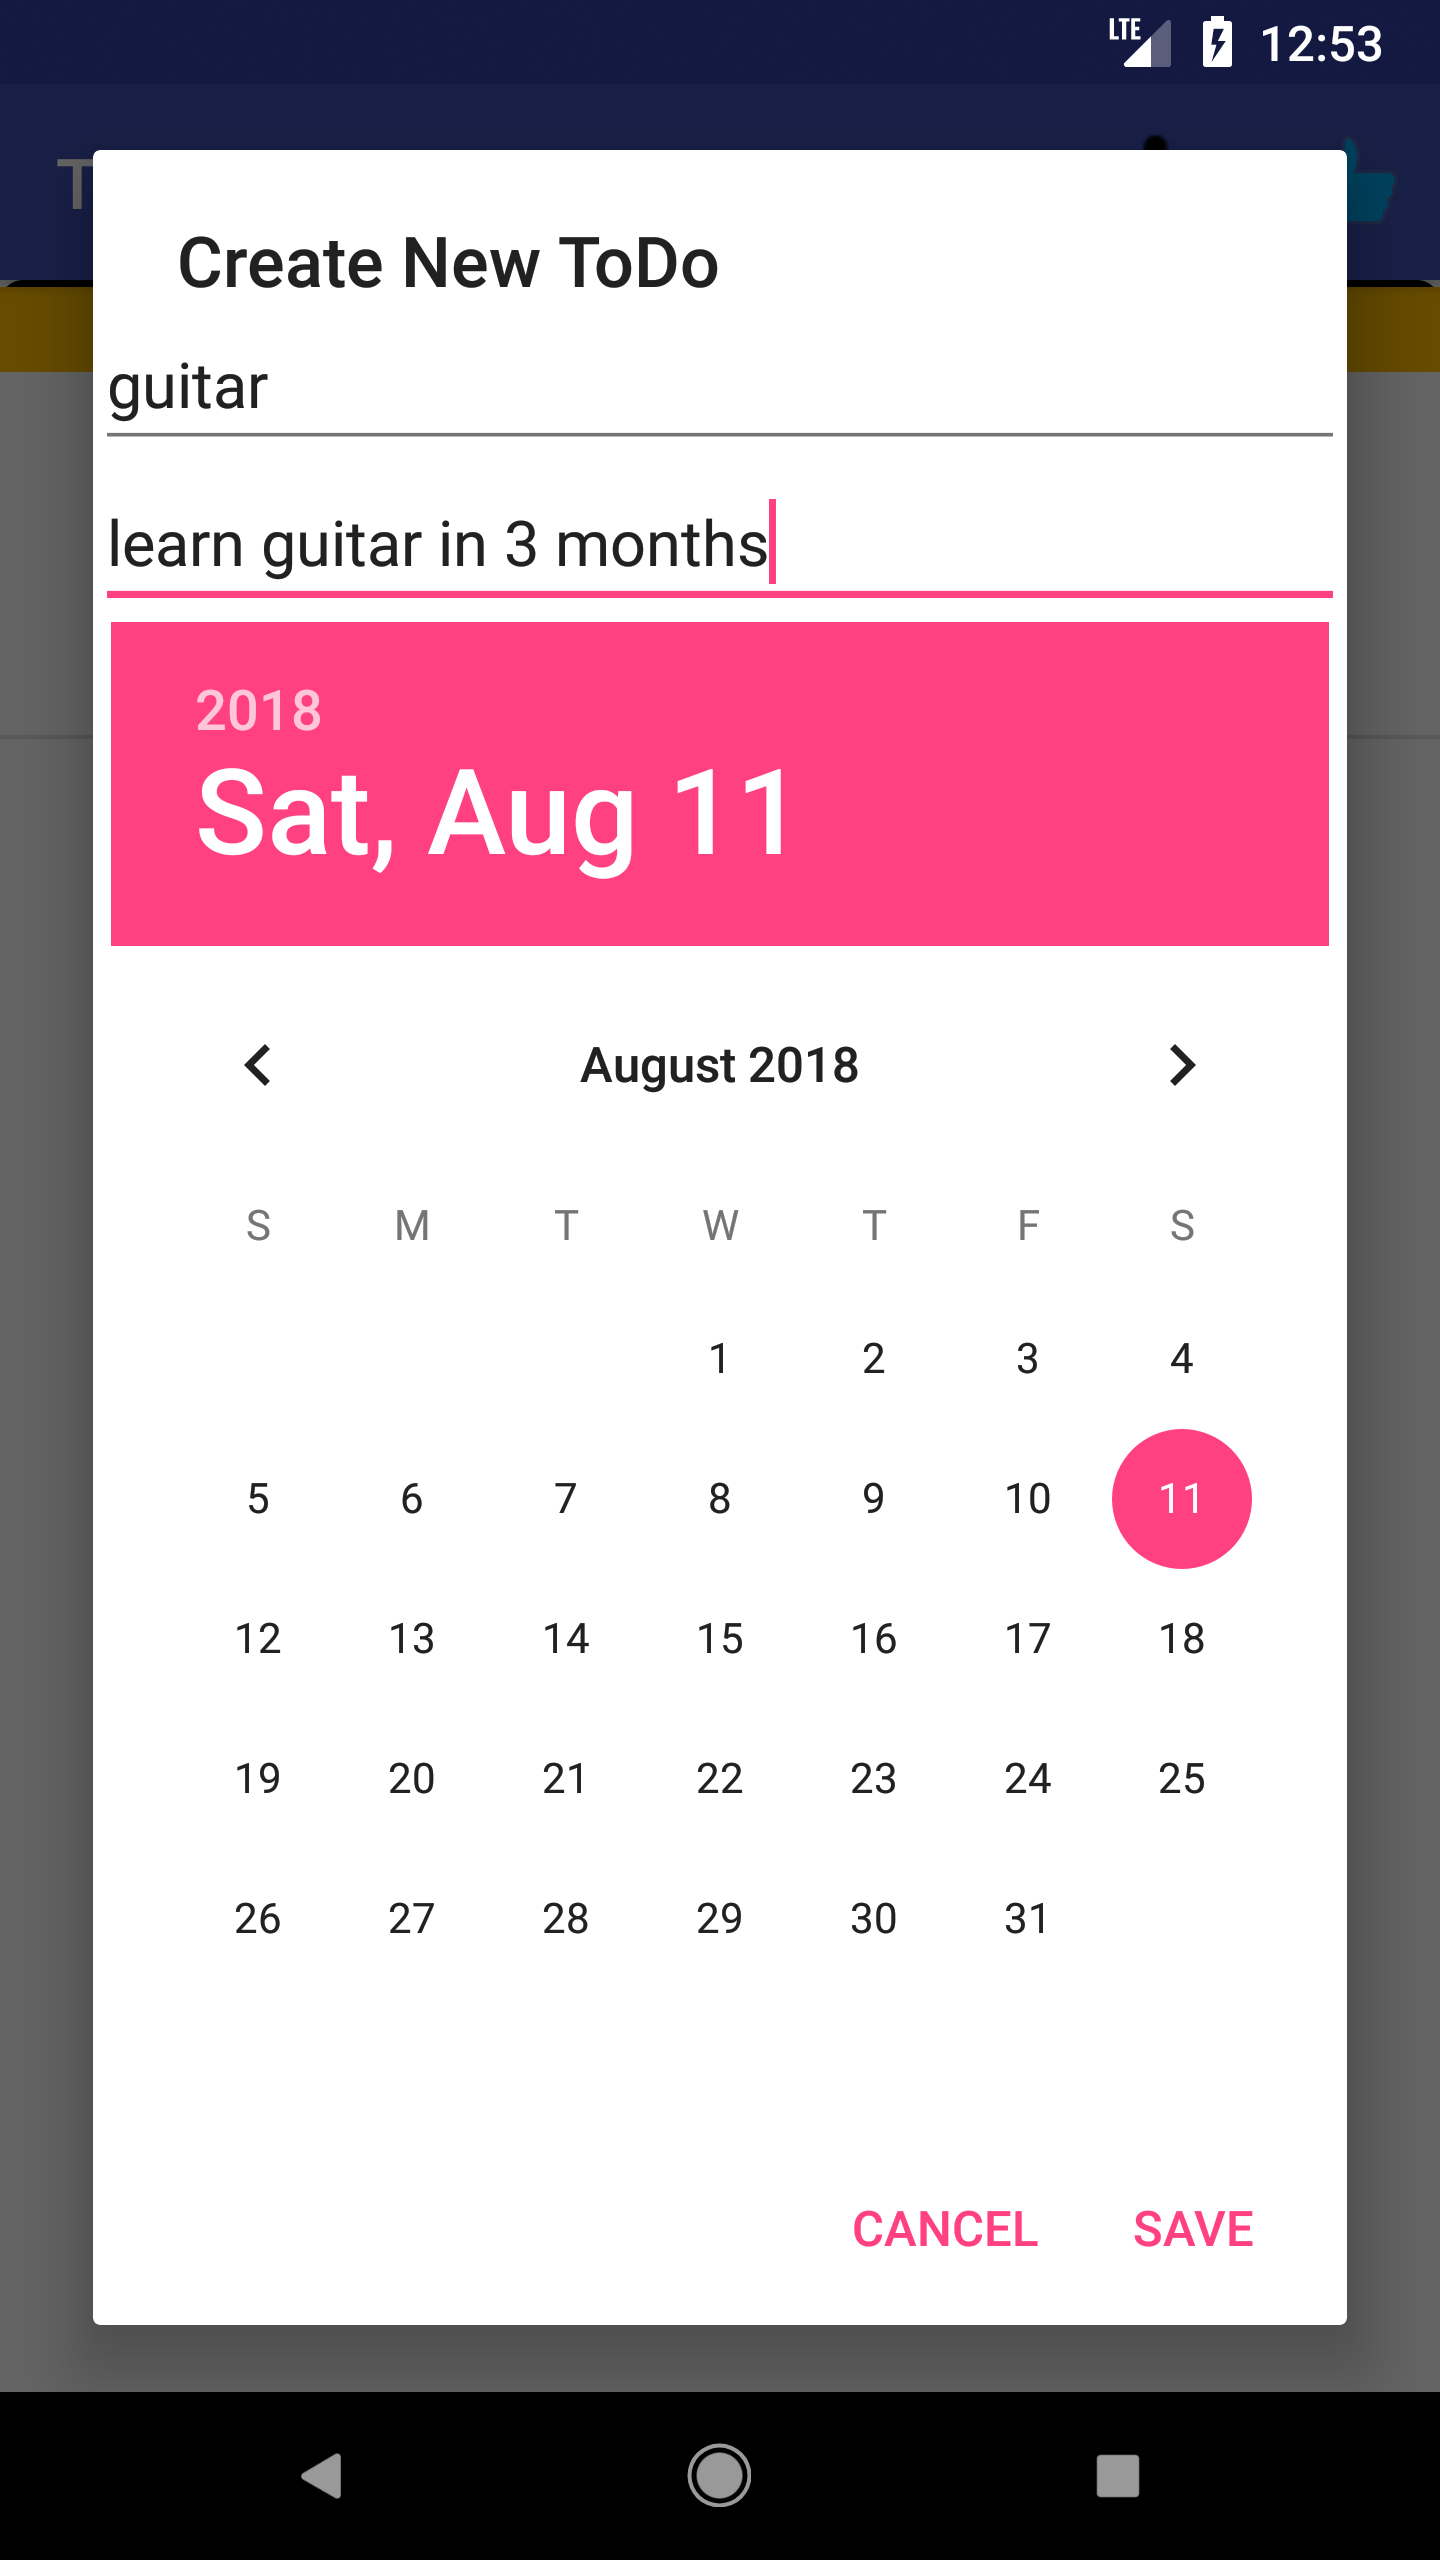 LTE 12:53
T
Create New ToDo
guitar
learn guitar in 3 months
2018
Sat, Aug 11
August 2018
S M T W T F S
1 2 3 4
5 6 7 8 9 10 11
12 13 14 15 16 17 18
19 20 21 22 23 24 25
26 27 28 29 30 31
CANCEL SAVE